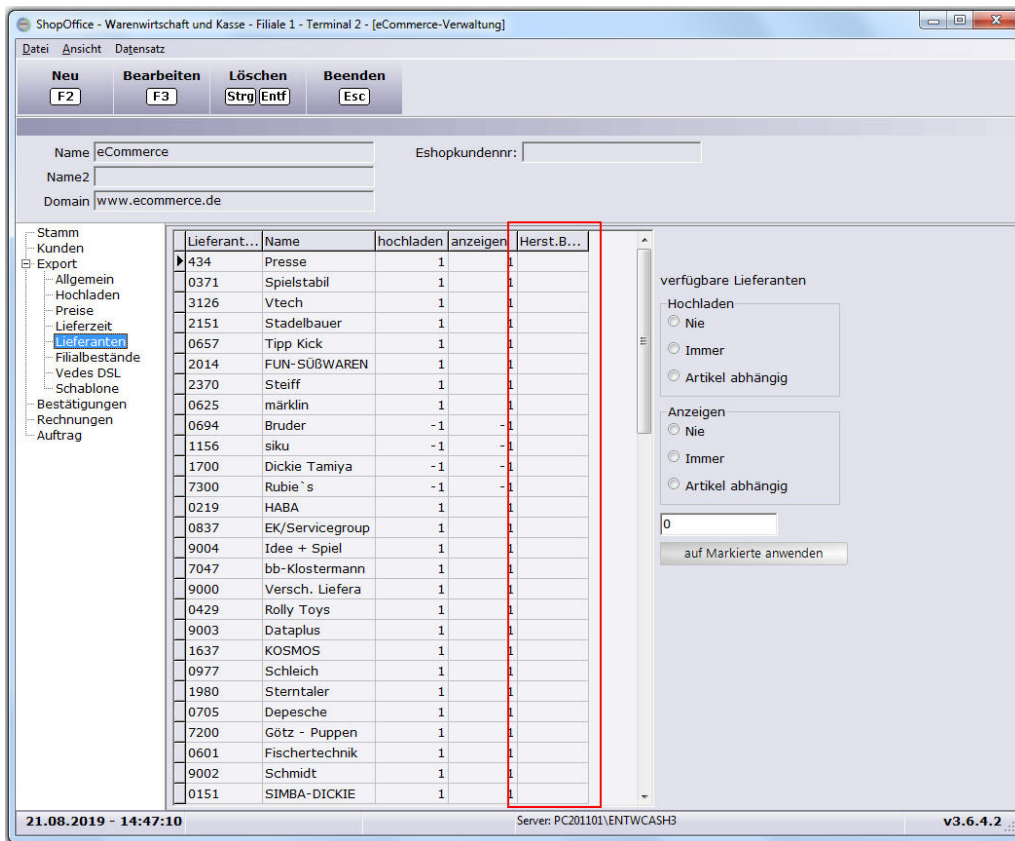 ShopOffice - Warenwirtschaft und Kasse - Filiale 1 - Terminal 2 - [eCommerce-Verwaltung]
Datei Ansicht Datensatz
Neu Bearbeiten Löschen Beenden
F2 F3 Strg Entf Esc
Name eCommerce Eshopkundennr:
Name2
Domain www.ecommerce.de
Stamm
Kunden
Export
Allgemein
Hochladen
Preise
Lieferzeit
Lieferanten
Filialbestände
Vedes DSL
Schablone
Bestätigungen
Rechnungen
Auftrag
Lieferant... Name hochladen anzeigen Herst.B...
434 Presse 1 1
0371 Spielstabil 1 1
3126 Vtech 1 1
2151 Stadelbauer 1 1
0657 Tipp Kick 1 1
2014 FUN-SÜßWAREN 1 1
2370 Steiff 1 1
0625 märklin 1 1
0694 Bruder -1 -1
1156 siku -1 -1
1700 Dickie Tamiya -1 -1
7300 Rubie`s -1 -1
0219 HABA 1 1
0837 EK/Servicegroup 1 1
9004 Idee + Spiel 1 1
7047 bb-Klostermann 1 1
9000 Versch. Liefera 1 1
0429 Rolly Toys 1 1
9003 Dataplus 1 1
1637 KOSMOS 1 1
0977 Schleich 1 1
1980 Sterntaler 1 1
0705 Depesche 1 1
7200 Götz - Puppen 1 1
0601 Fischertechnik 1 1
9002 Schmidt 1 1
0151 SIMBA-DICKIE 1 1
verfügbare Lieferanten
Hochladen
Nie
Immer
Artikel abhängig
Anzeigen
Nie
Immer
Artikel abhängig
0
auf Markierte anwenden
21.08.2019 - 14:47:10 Server: PC201101\ENTWCASH3 v3.6.4.2